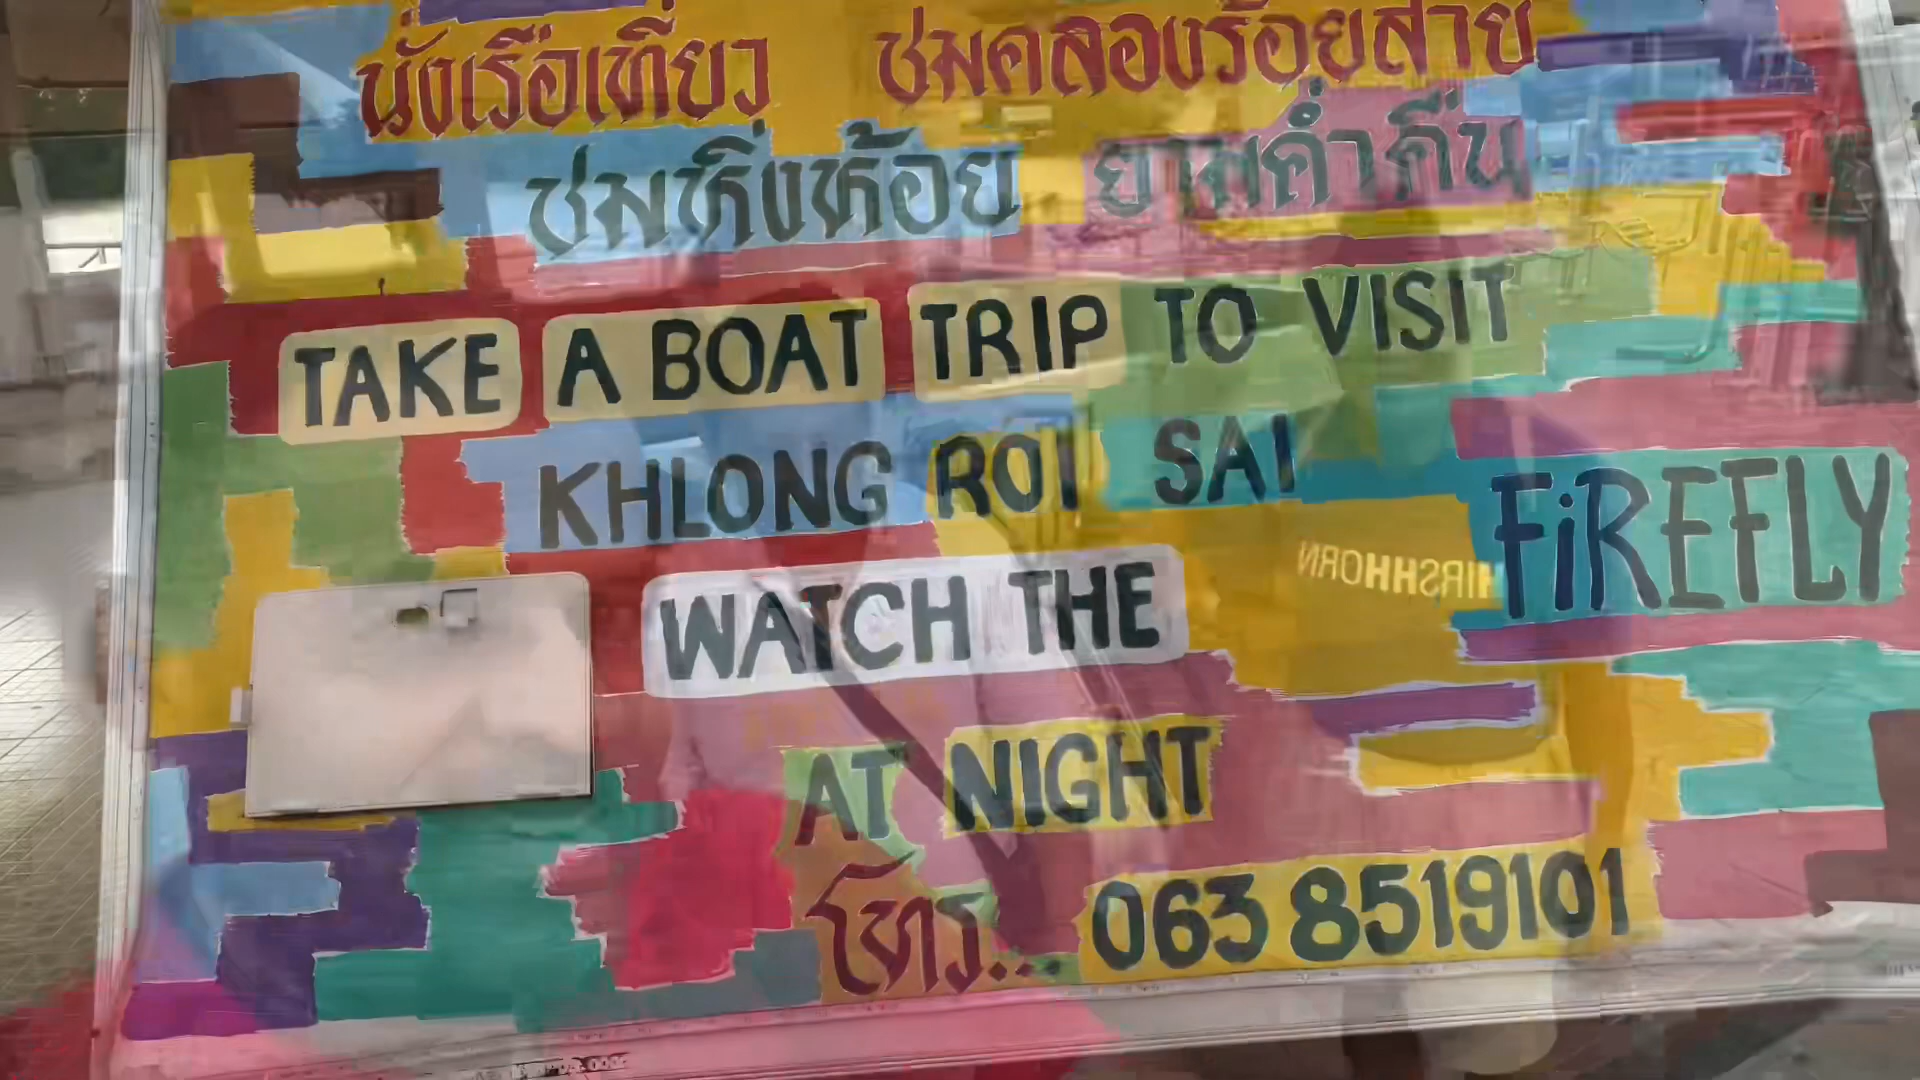 นั่งเรือเที่ยว ชมคลองร้อยสาย
ชมหิ่งห้อย ยามค่ำคืน
TAKE A BOAT TRIP TO VISIT
KHLONG ROI SAI
WATCH THE FiREFLY
HIRSHHORN
AT NIGHT
โทร... 063 8519101